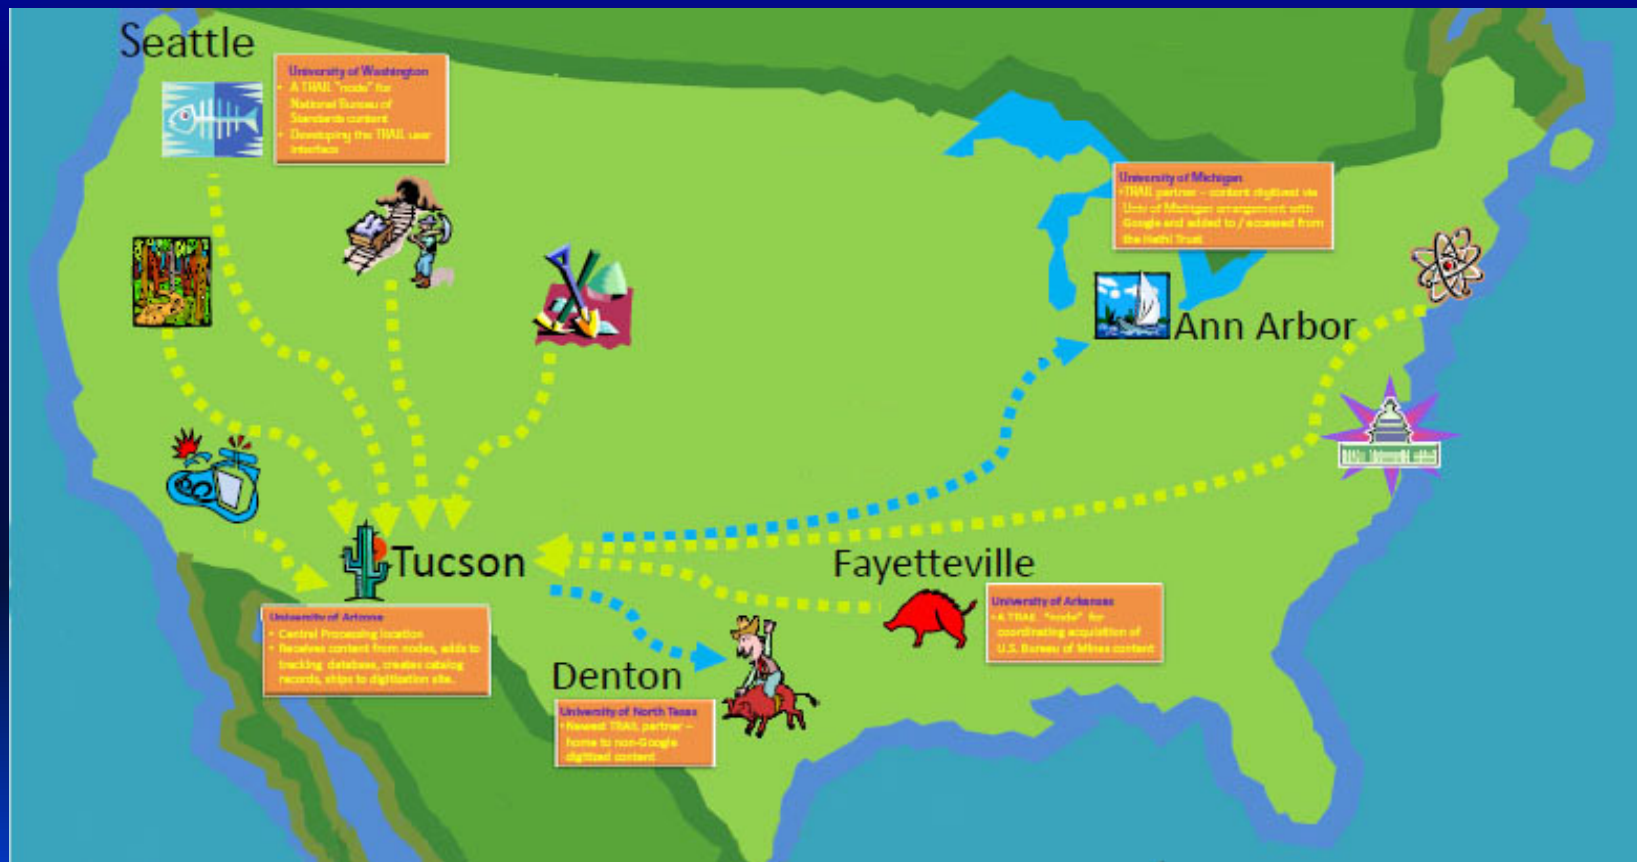 Seattle
University of Washington
• A TRAIL "node" for
National Bureau of
Standards content
• Developing the TRAIL user
interface
University of Michigan
•TRAIL partner – content digitized via
Univ of Michigan arrangement with
Google and added to / accessed from
the Hathi Trust
Ann Arbor
Tucson
University of Arizona
• Central Processing location
• Receives content from nodes, adds to
tracking database, creates catalog
records, ships to digitization site.
Fayetteville
University of Arkansas
•A TRAIL "node" for
coordinating acquisition of
U.S. Bureau of Mines content
Denton
University of North Texas
•Newest TRAIL partner –
home to non-Google
digitized content